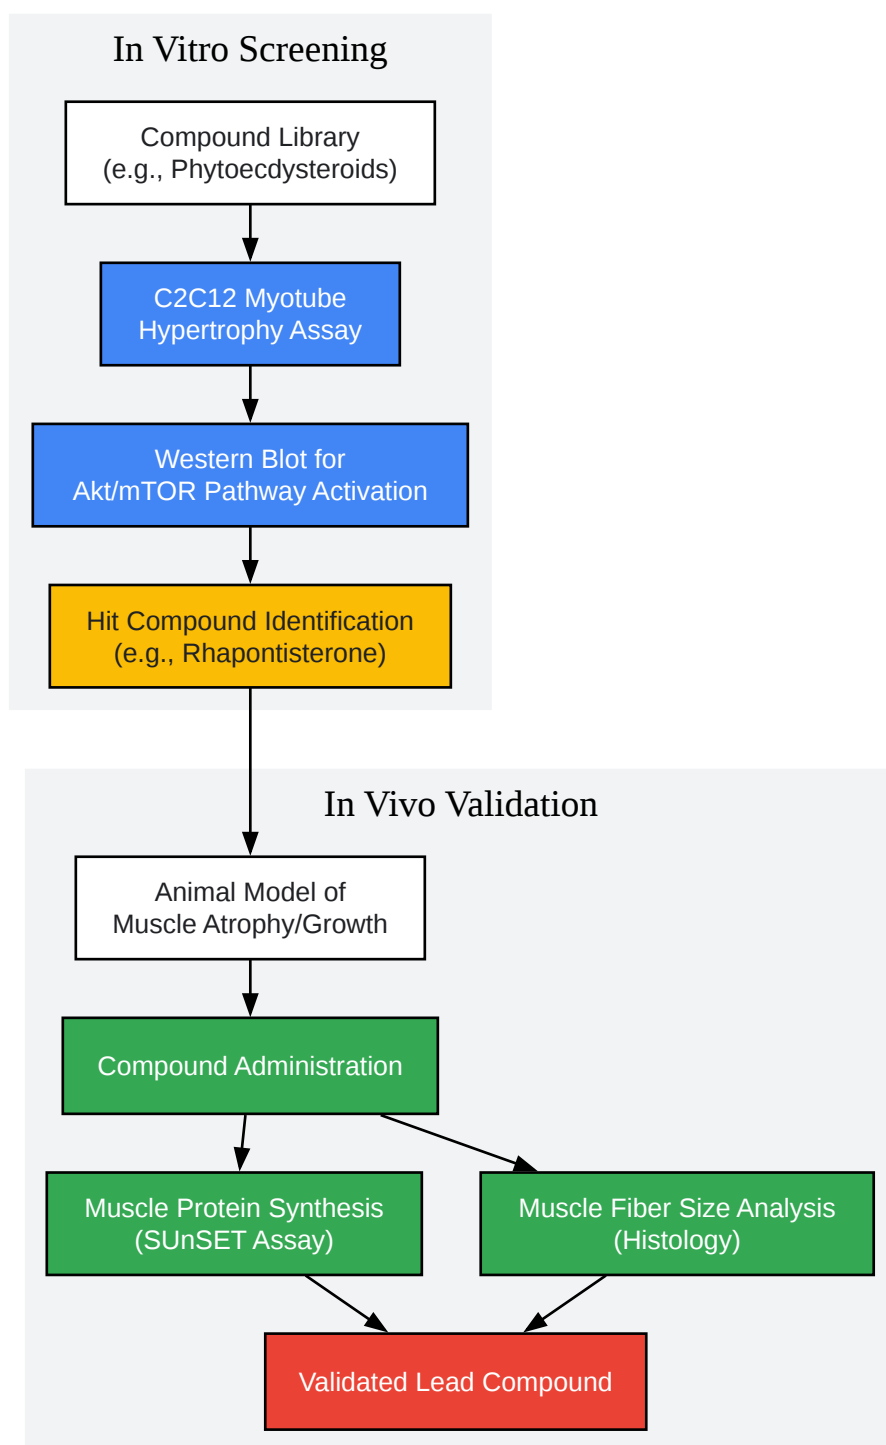 In Vitro Screening
Compound Library
(e.g., Phytoecdysteroids)
C2C12 Myotube
Hypertrophy Assay
Western Blot for
Akt/mTOR Pathway Activation
Hit Compound Identification
(e.g., Rhapontisterone)
In Vivo Validation
Animal Model of
Muscle Atrophy/Growth
Compound Administration
Muscle Protein Synthesis
(SUnSET Assay)
Muscle Fiber Size Analysis
(Histology)
Validated Lead Compound